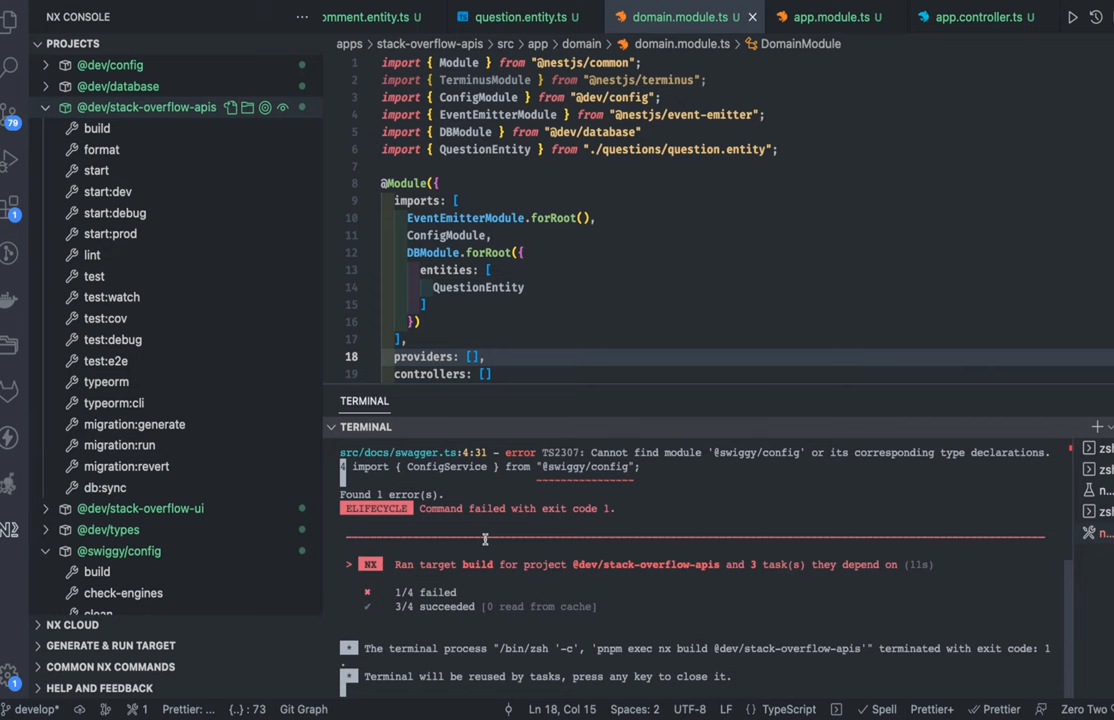 NX CONSOLE
PROJECTS
@dev/config
@dev/database
@dev/stack-overflow-apis
build
format
start
start:dev
start:debug
start:prod
lint
test
test:watch
test:cov
test:debug
test:e2e
typeorm
typeorm:cli
migration:generate
migration:run
migration:revert
db:sync
@dev/stack-overflow-ui
@dev/types
@swiggy/config
build
check-engines
clean
NX CLOUD
GENERATE & RUN TARGET
COMMON NX COMMANDS
HELP AND FEEDBACK
79
1
1
omment.entity.ts U
question.entity.ts U
domain.module.ts U
app.module.ts U
app.controller.ts U
apps > stack-overflow-apis > src > app > domain > domain.module.ts > DomainModule
1 import { Module } from "@nestjs/common";
2 import { TerminusModule } from "@nestjs/terminus";
3 import { ConfigModule } from "@dev/config";
4 import { EventEmitterModule } from "@nestjs/event-emitter";
5 import { DBModule } from "@dev/database"
6 import { QuestionEntity } from "./questions/question.entity";
7
8 @Module({
9 imports: [
10 EventEmitterModule.forRoot(),
11 ConfigModule,
12 DBModule.forRoot({
13 entities: [
14 QuestionEntity
15 ]
16 })
17 ],
18 providers: [],
19 controllers: []
TERMINAL
TERMINAL
src/docs/swagger.ts:4:31 - error TS2307: Cannot find module '@swiggy/config' or its corresponding type declarations.
4 import { ConfigService } from "@swiggy/config";
Found 1 error(s).
ELIFECYCLE Command failed with exit code 1.
> NX Ran target build for project @dev/stack-overflow-apis and 3 task(s) they depend on (11s)
✖ 1/4 failed
✔ 3/4 succeeded [0 read from cache]
* The terminal process "/bin/zsh '-c', 'pnpm exec nx build @dev/stack-overflow-apis'" terminated with exit code: 1
.
* Terminal will be reused by tasks, press any key to close it.
zsh
zsh
n...
zsh
n...
develop*
1
Prettier: ...
{..} : 73
Git Graph
Ln 18, Col 15
Spaces: 2
UTF-8
LF
{} TypeScript
Spell
Prettier+
Prettier
Zero Two